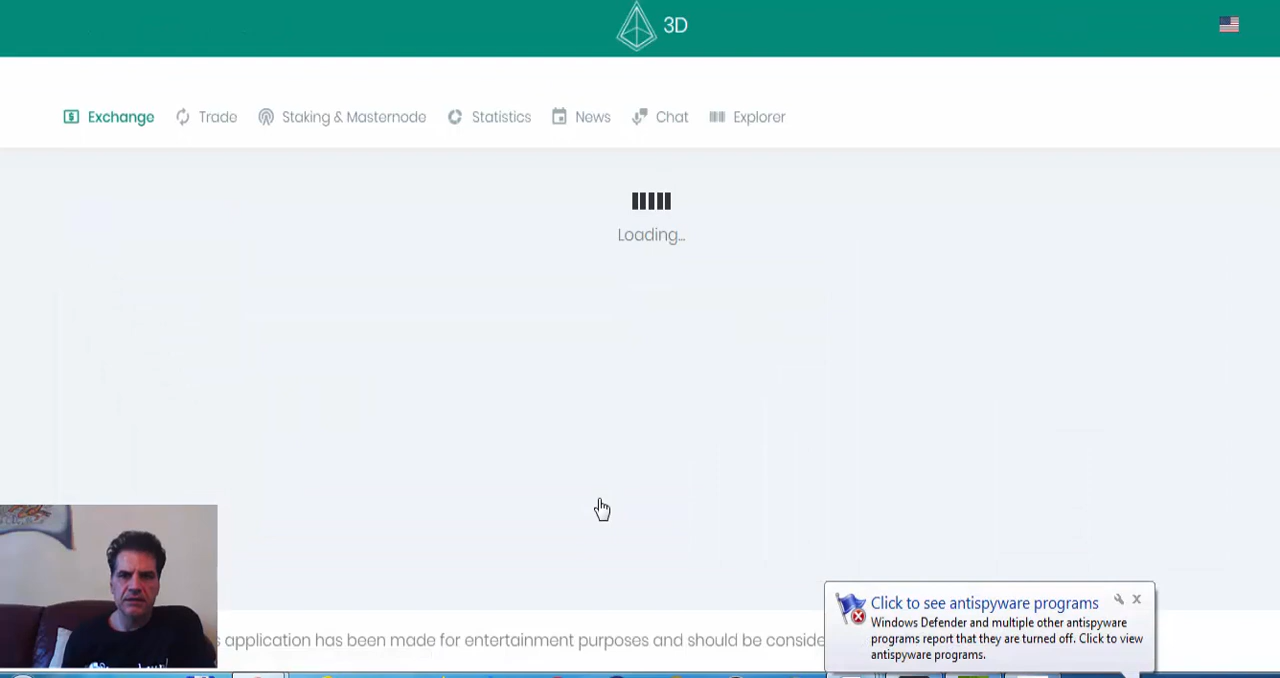 3D
Exchange Trade Staking & Masternode Statistics News Chat Explorer
Loading...
application has been made for entertainment purposes and should be
Click to see antispyware programs
Windows Defender and multiple other antispyware
programs report that they are turned off. Click to view
antispyware programs.